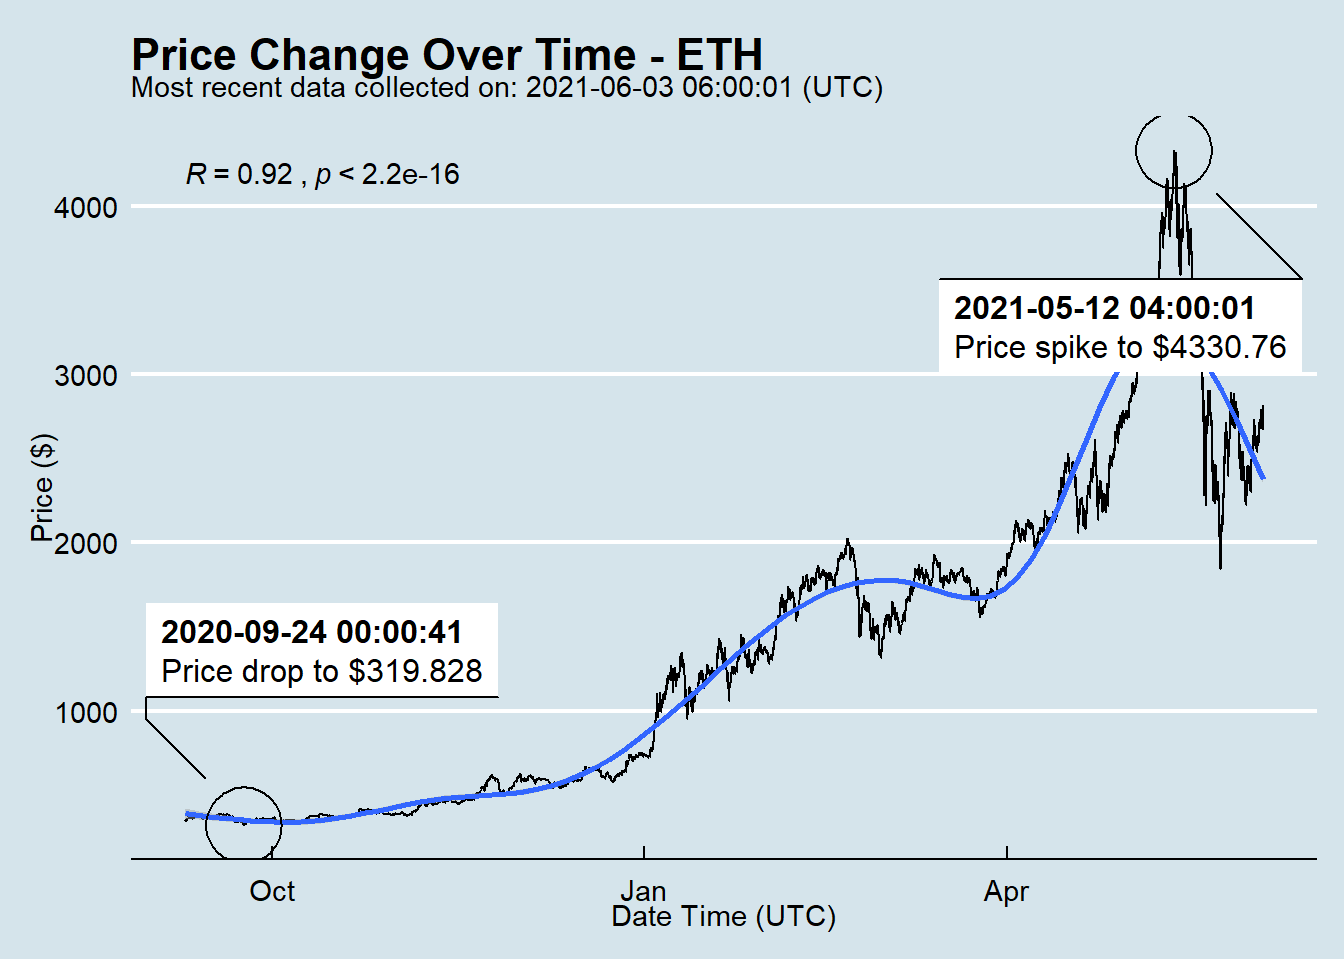 Price Change Over Time - ETH
Most recent data collected on: 2021-06-03 06:00:01 (UTC)
R = 0.92 , p < 2.2e-16
4000
2021-05-12 04:00:01
Price spike to $4330.76
3000
Price ($)
2000
2020-09-24 00:00:41
Price drop to $319.828
1000
Oct Jan Apr
Date Time (UTC)